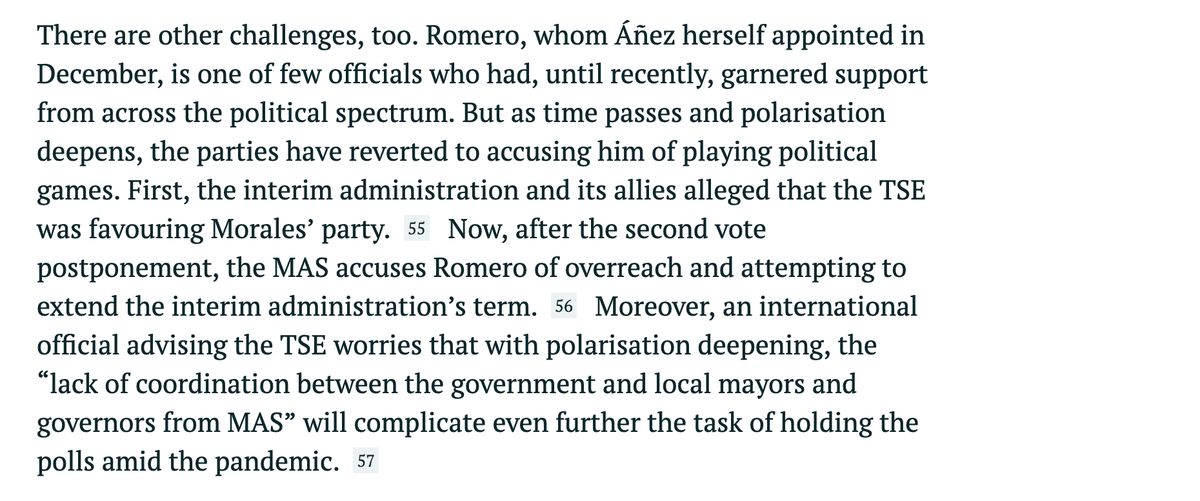 There are other challenges, too. Romero, whom Áñez herself appointed in
December, is one of few officials who had, until recently, garnered support
from across the political spectrum. But as time passes and polarisation
deepens, the parties have reverted to accusing him of playing political
games. First, the interim administration and its allies alleged that the TSE
was favouring Morales’ party. 55 Now, after the second vote
postponement, the MAS accuses Romero of overreach and attempting to
extend the interim administration’s term. 56 Moreover, an international
official advising the TSE worries that with polarisation deepening, the
“lack of coordination between the government and local mayors and
governors from MAS” will complicate even further the task of holding the
polls amid the pandemic. 57